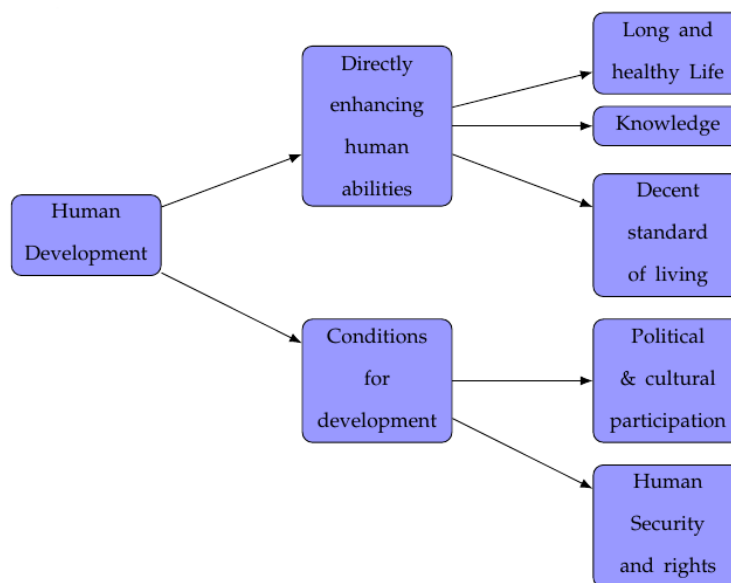 Human
Development
Directly
enhancing
human
abilities
Long and
healthy Life
Knowledge
Decent
standard
of living
Conditions
for
development
Political
& cultural
participation
Human
Security
and rights